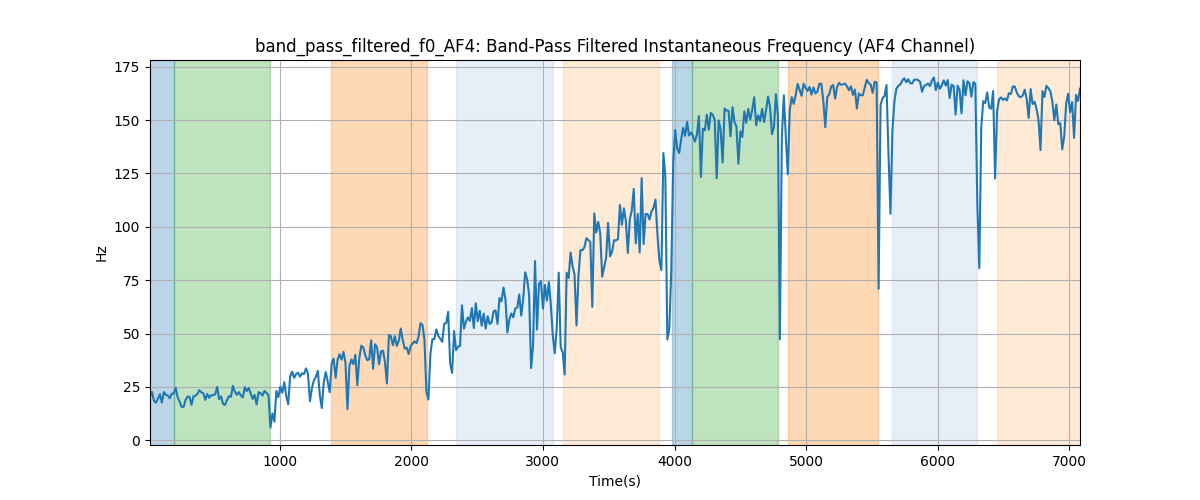 band_pass_filtered_f0_AF4: Band-Pass Filtered Instantaneous Frequency (AF4 Channel)
175
150
125
100
75
50
25
0
Hz
1000 2000 3000 4000 5000 6000 7000
Time(s)